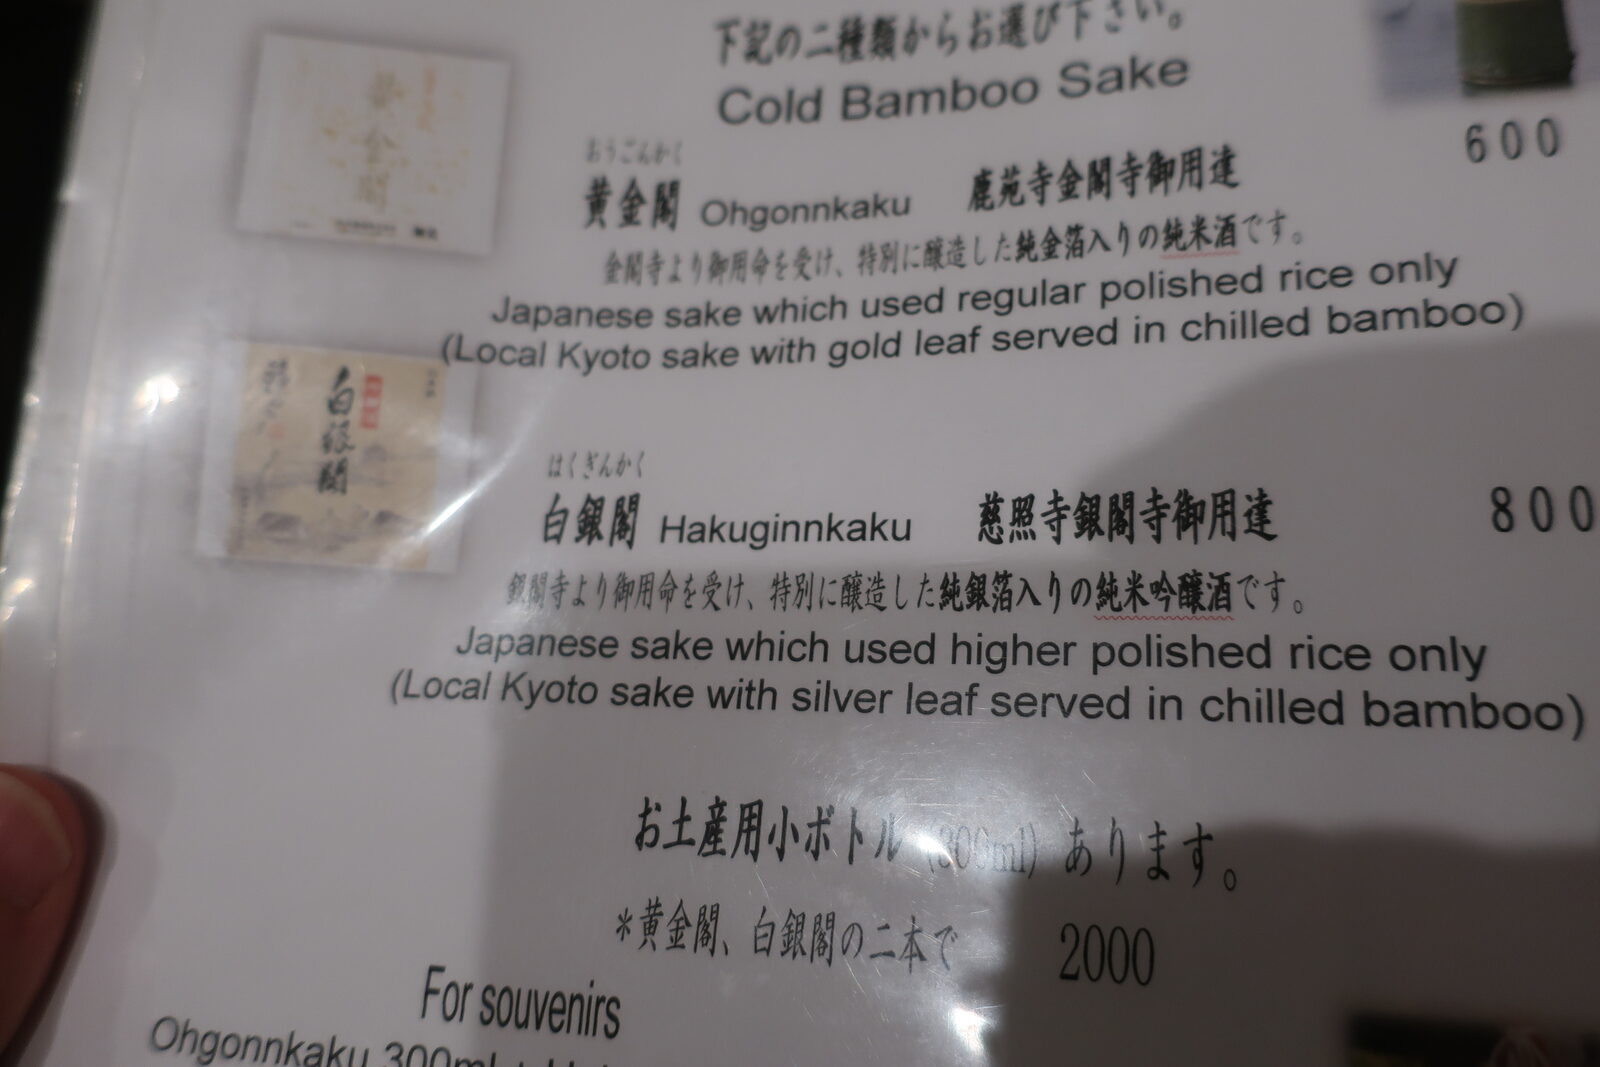 下記の二種類からお選び下さい。
Cold Bamboo Sake
600
おうごんかく
黄金閣 Ohgonnkaku 鹿苑寺金閣寺御用達
金閣寺より御用命を受け、特別に醸造した純金箔入りの純米酒です。
Japanese sake which used regular polished rice only
(Local Kyoto sake with gold leaf served in chilled bamboo)
黄金閣
白銀閣
はくぎんかく
白銀閣 Hakuginnkaku 慈照寺銀閣寺御用達 800
銀閣寺より御用命を受け、特別に醸造した純銀箔入りの純米吟醸酒です。
Japanese sake which used higher polished rice only
(Local Kyoto sake with silver leaf served in chilled bamboo)
お土産用小ボトル (300ml) あります。
*黄金閣、白銀閣の二本で 2000
For souvenirs
Ohgonnkaku 300ml